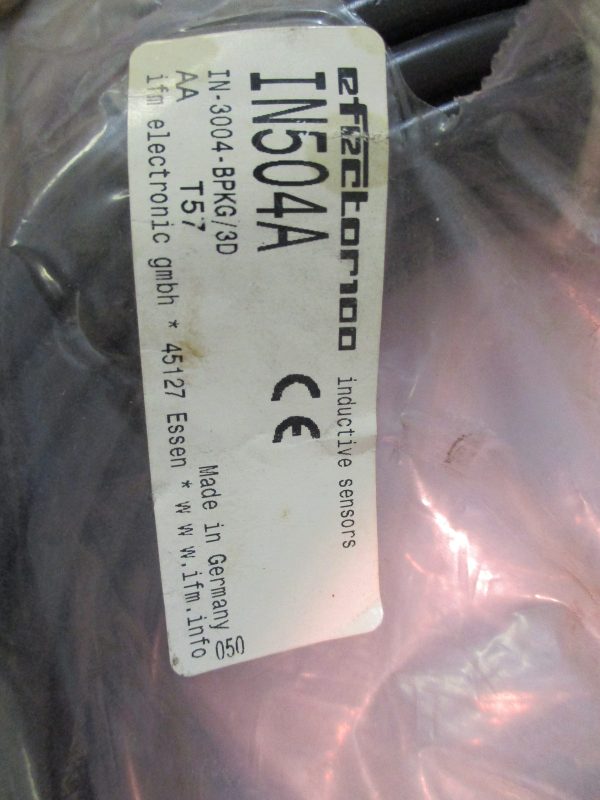 efector100 inductive sensors
IN504A
CE
IN-3004-BPKG/3D
AA T57
Made in Germany 050
ifm electronic gmbh * 45127 Essen * www.ifm.info